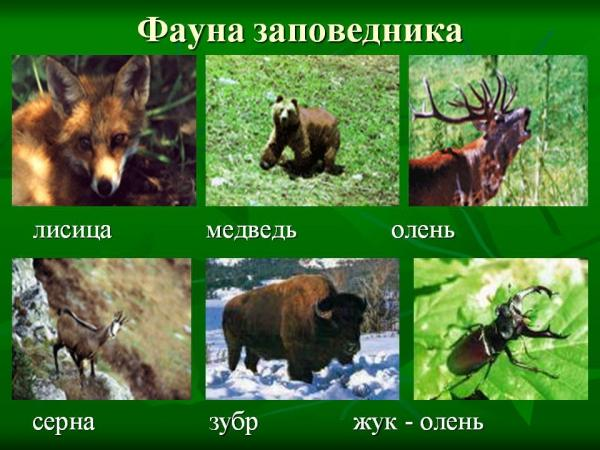 Фауна заповедника
лисица медведь олень
серна зубр жук - олень